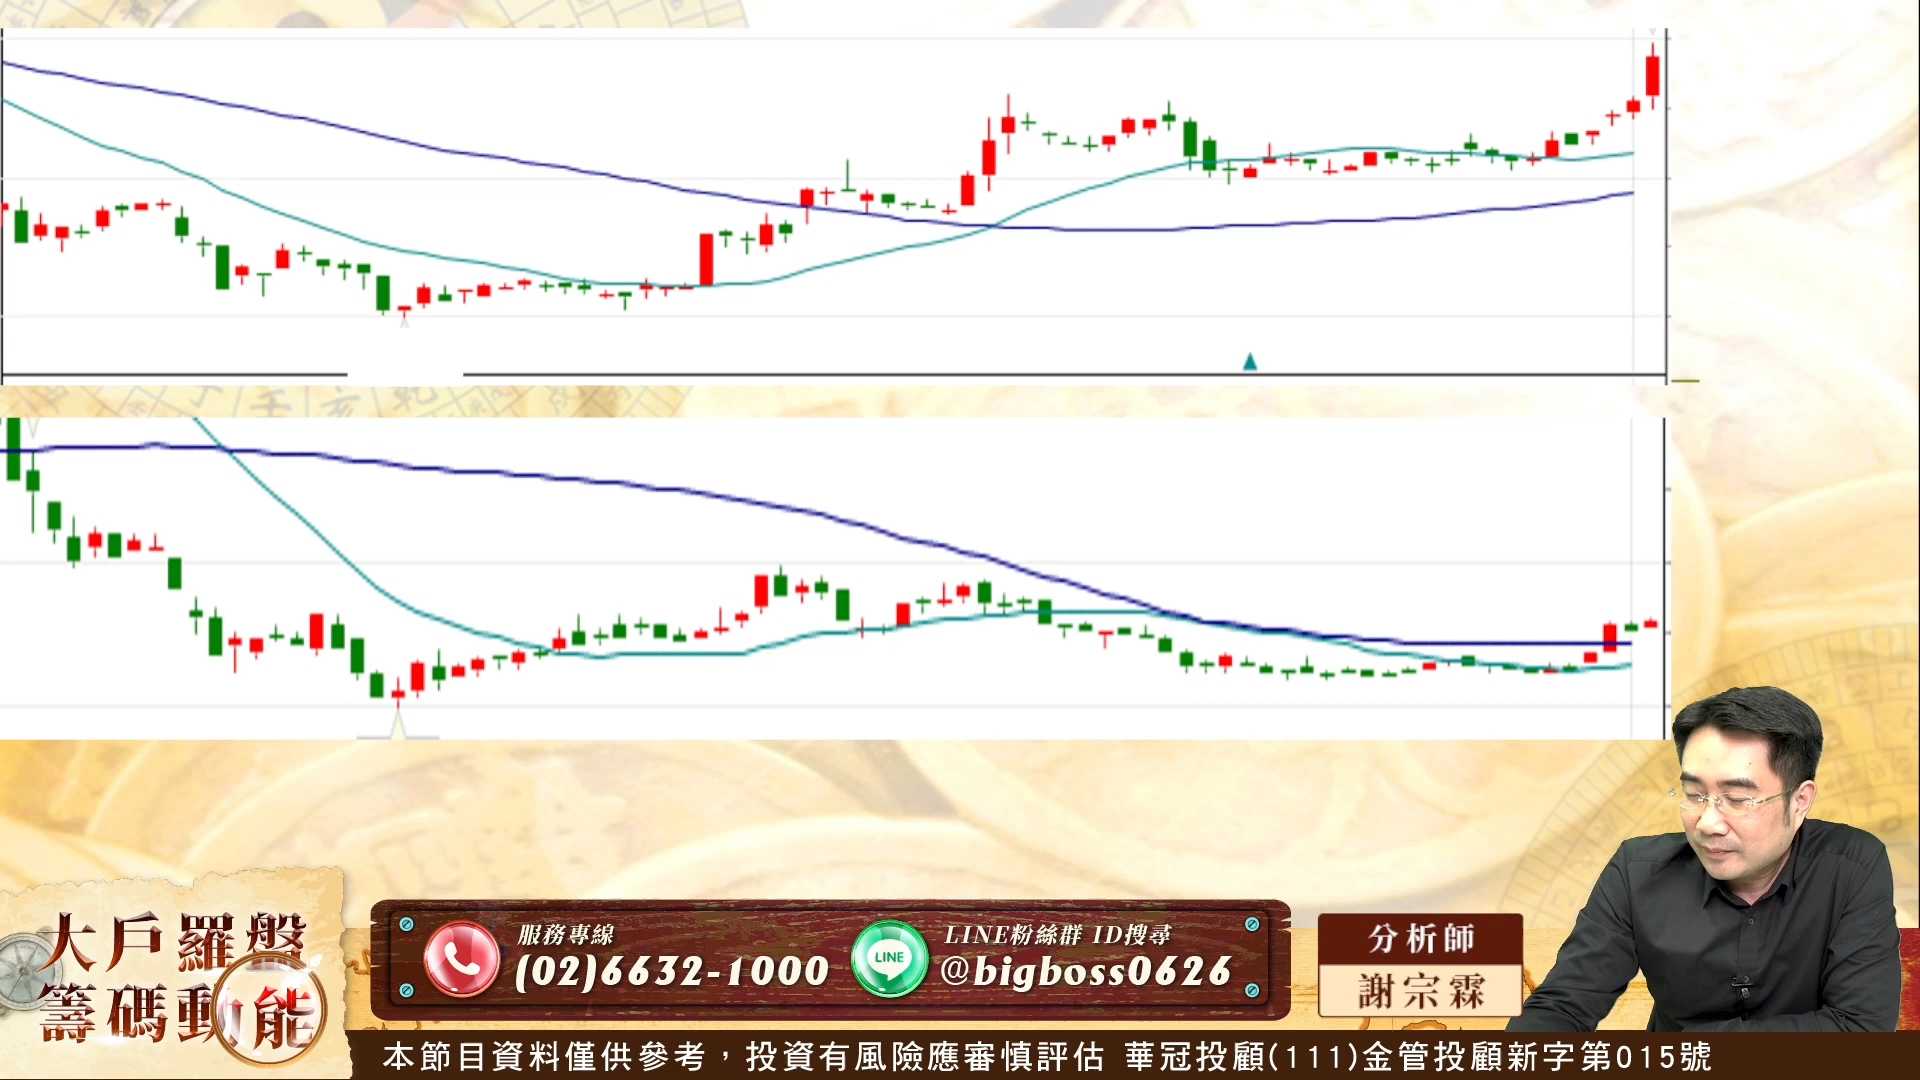 大戶羅盤
籌碼動能
服務專線
(02)6632-1000
LINE
LINE粉絲群 ID搜尋
@bigboss0626
分析師
謝宗霖
本節目資料僅供參考，投資有風險應審慎評估 華冠投顧(111)金管投顧新字第015號